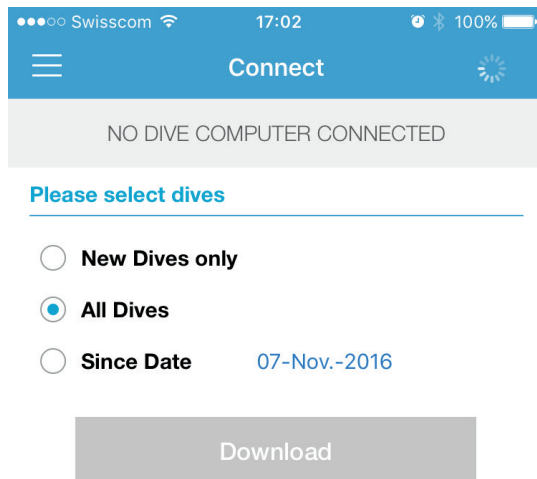 Swisscom 17:02 100%
Connect
NO DIVE COMPUTER CONNECTED
Please select dives
New Dives only
All Dives
Since Date 07-Nov.-2016
Download